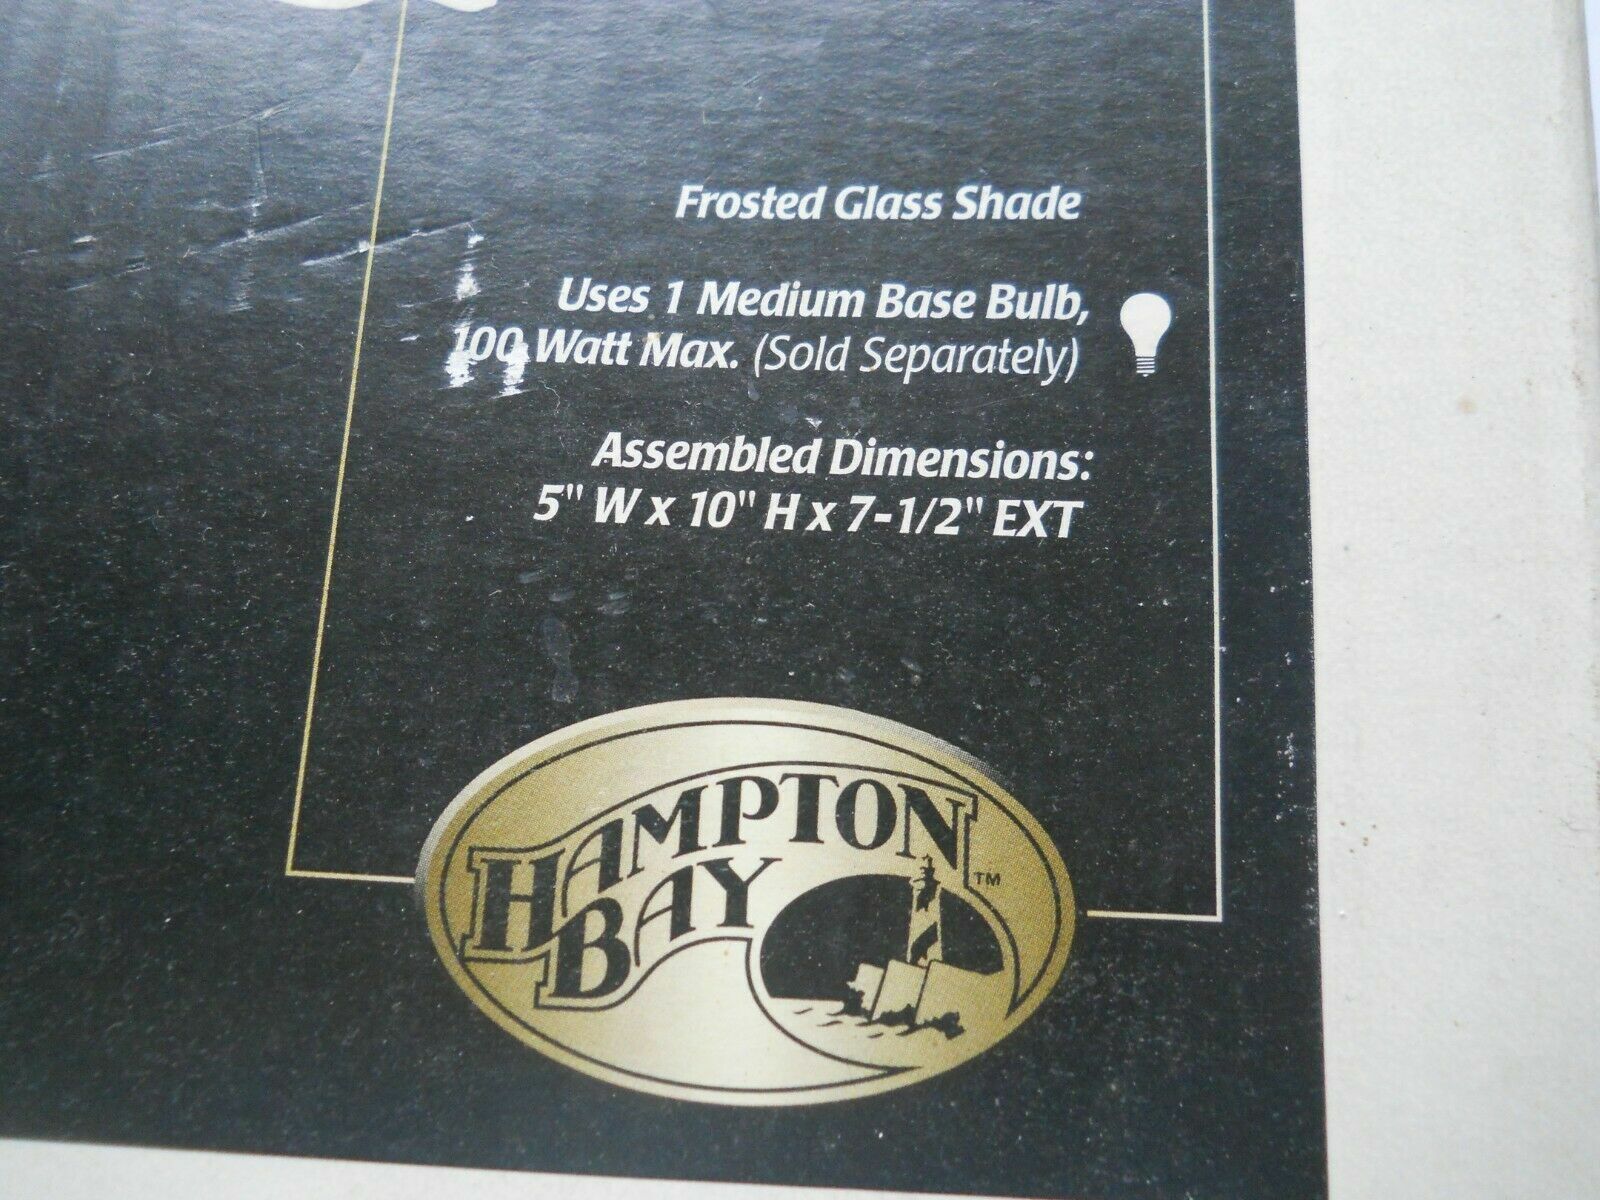 Frosted Glass Shade
Uses 1 Medium Base Bulb,
100 Watt Max. (Sold Separately)
Assembled Dimensions:
5" W x 10" H x 7-1/2" EXT
HAMPTON
BAY
TM